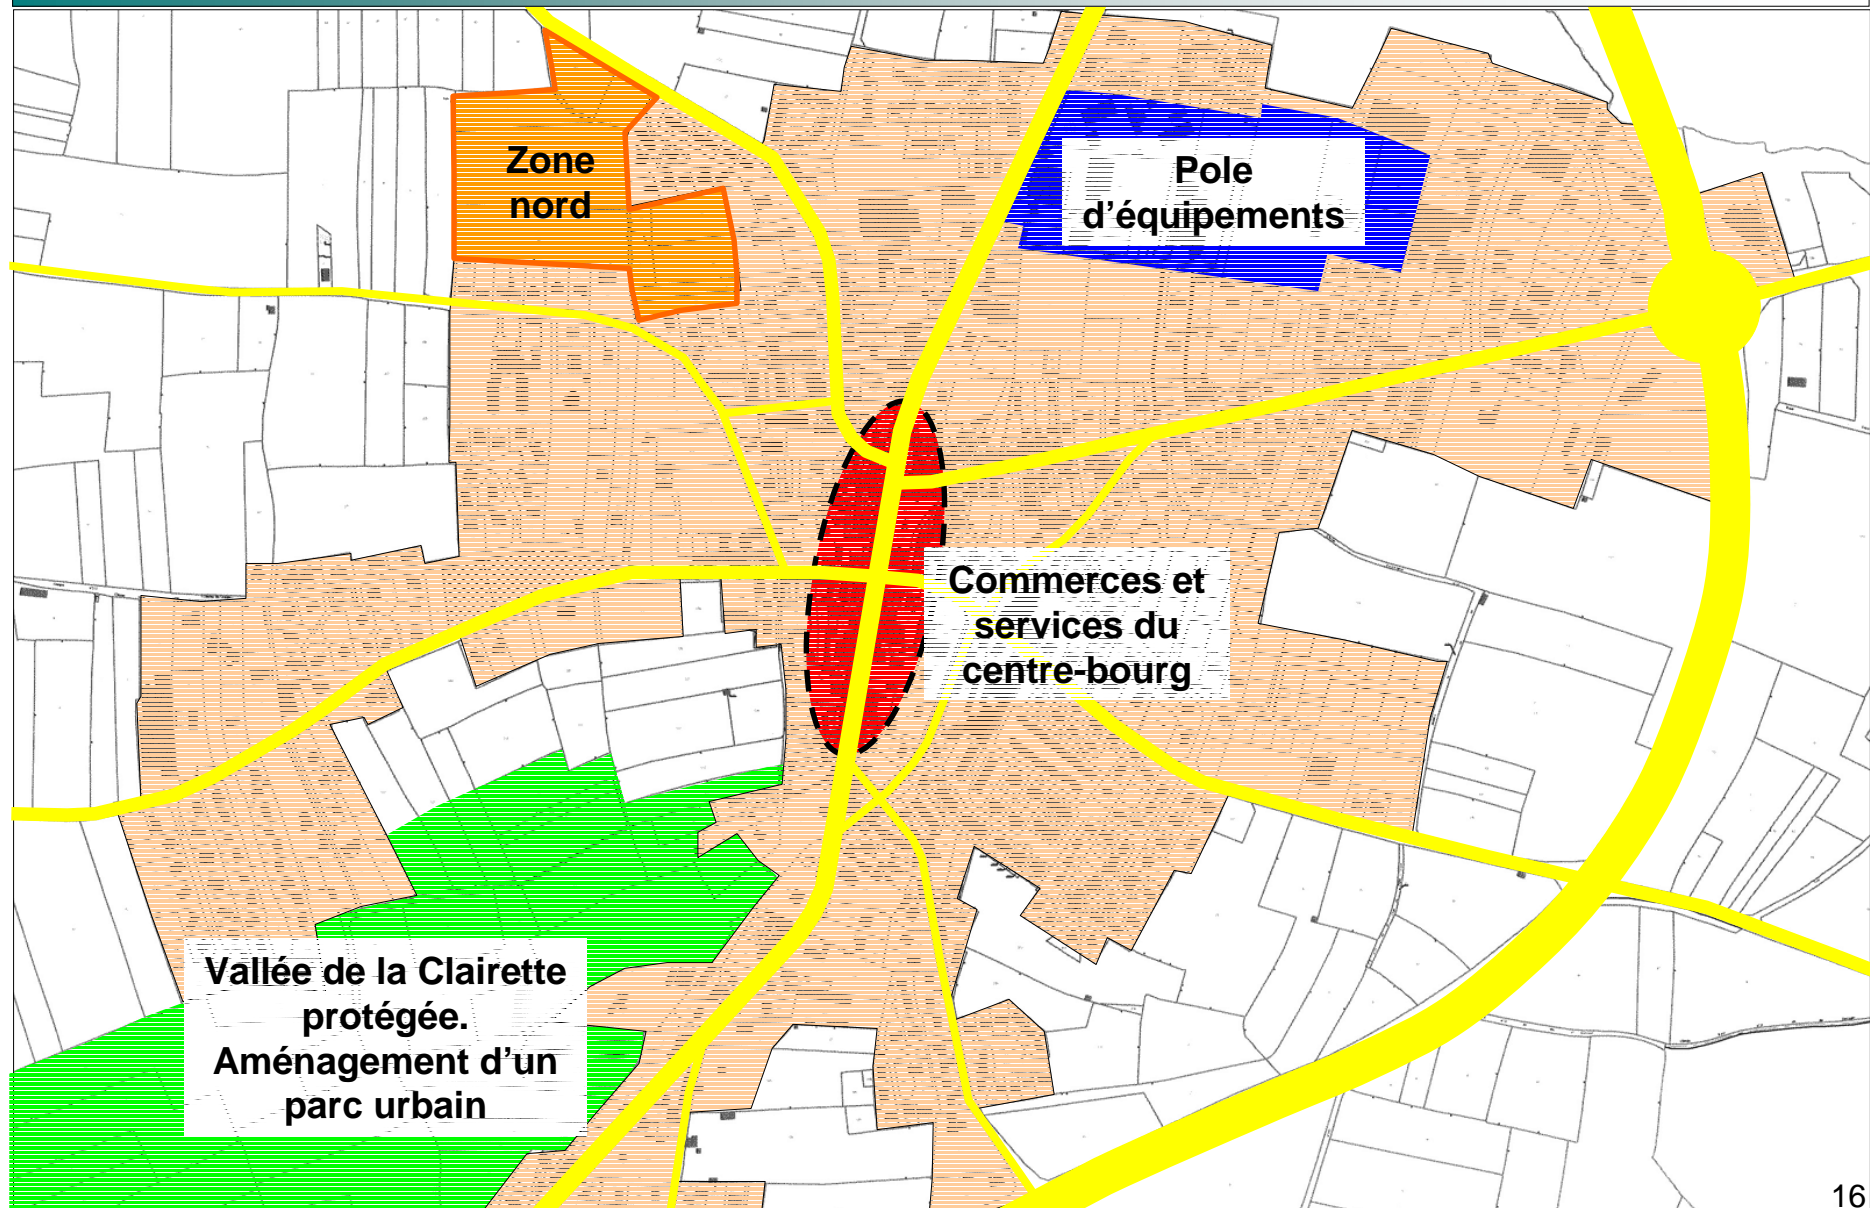 Zone
nord
Pole
d’équipements
Commerces et
services du
centre-bourg
Vallée de la Clairette
protégée.
Aménagement d’un
parc urbain
16